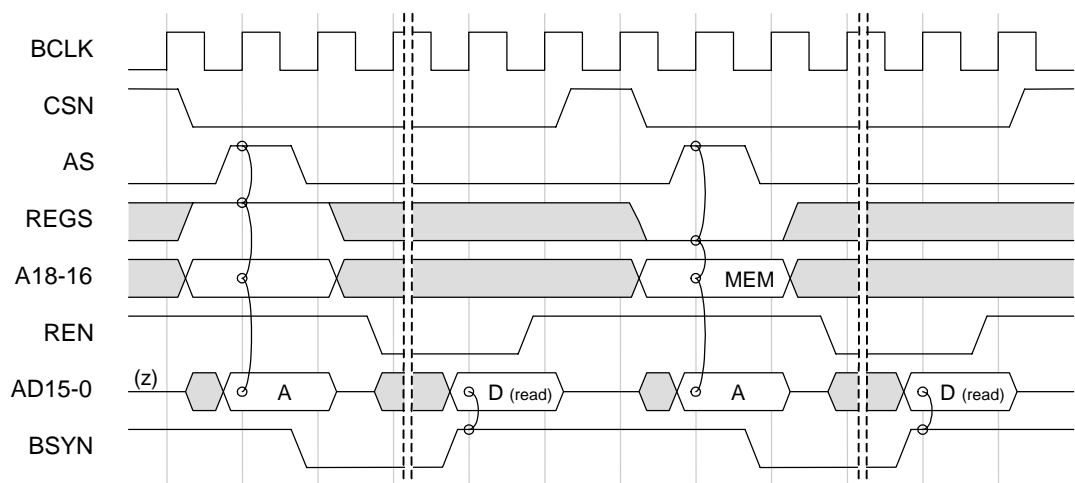 BCLK
CSN
AS
REGS
A18-16 MEM
REN
AD15-0 (z) A D (read) A D (read)
BSYN